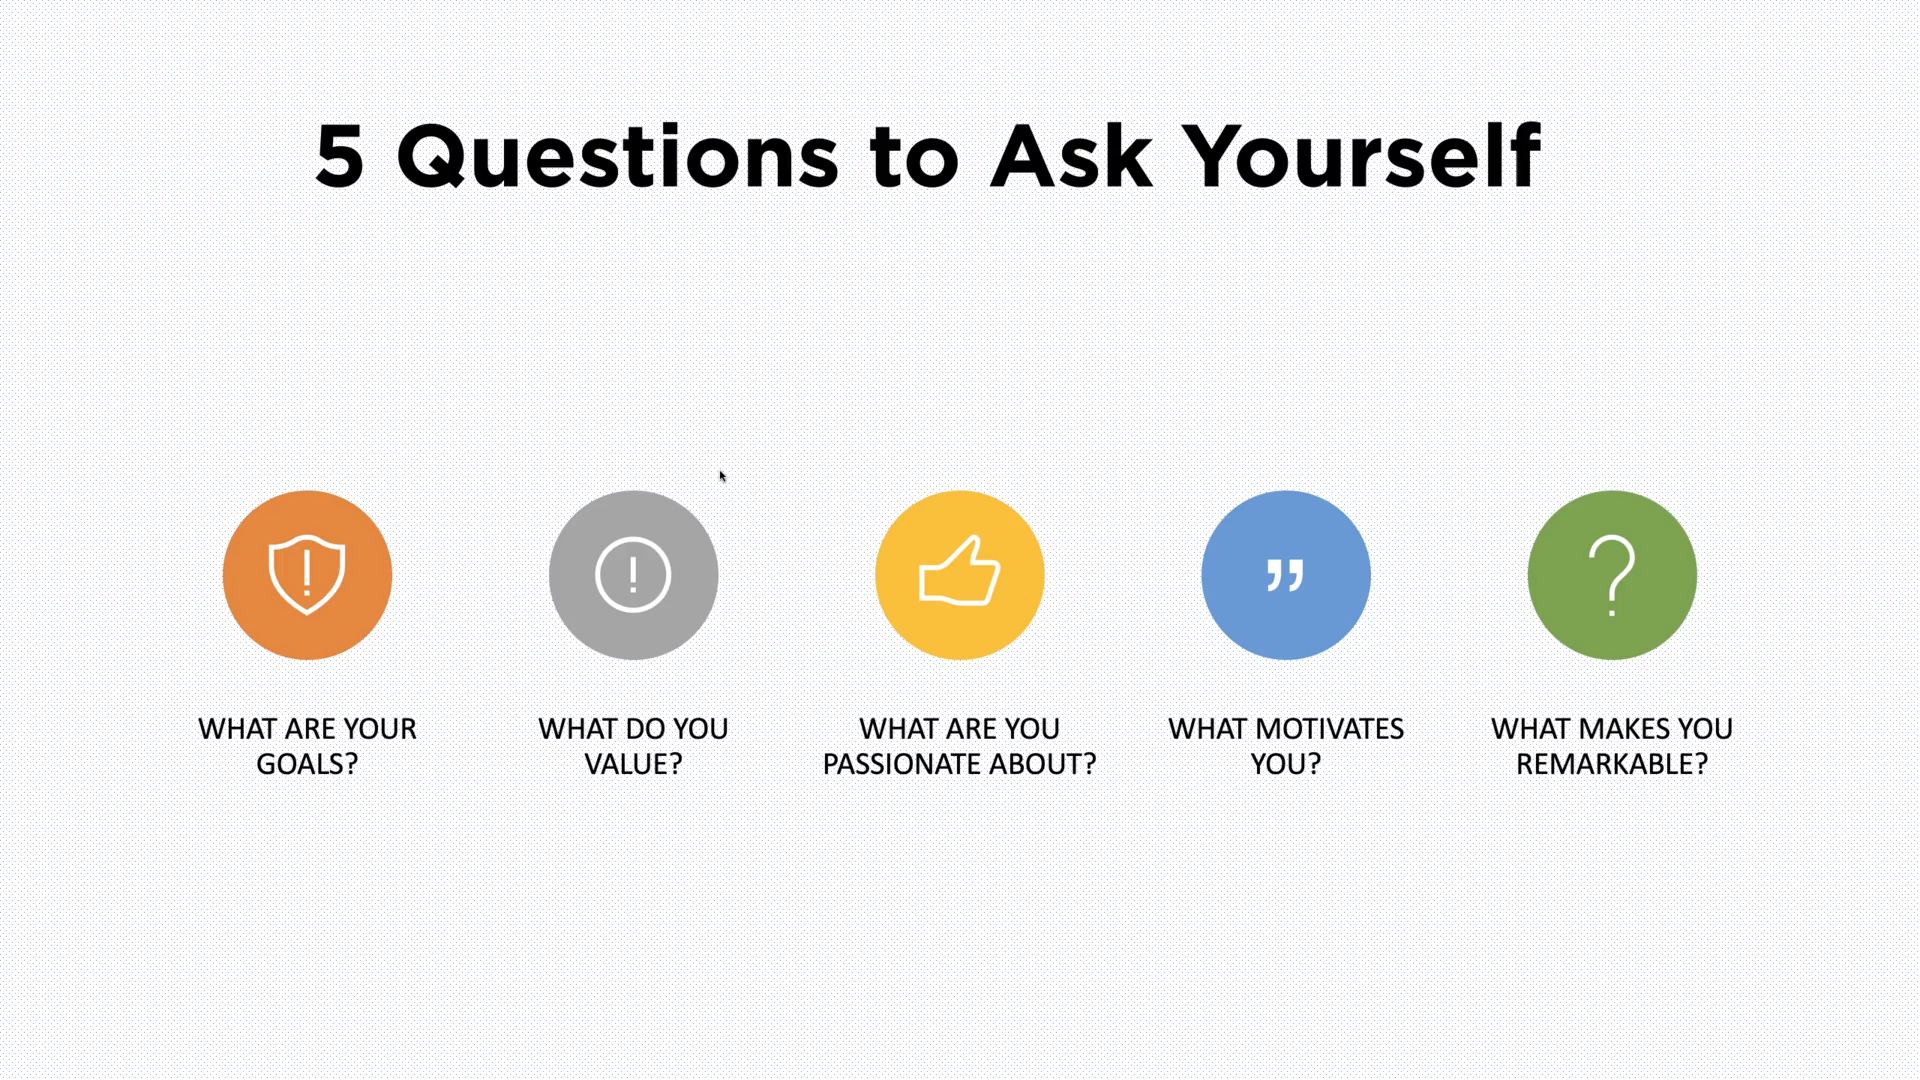 5 Questions to Ask Yourself
WHAT ARE YOUR
GOALS?
WHAT DO YOU
VALUE?
WHAT ARE YOU
PASSIONATE ABOUT?
WHAT MOTIVATES
YOU?
WHAT MAKES YOU
REMARKABLE?